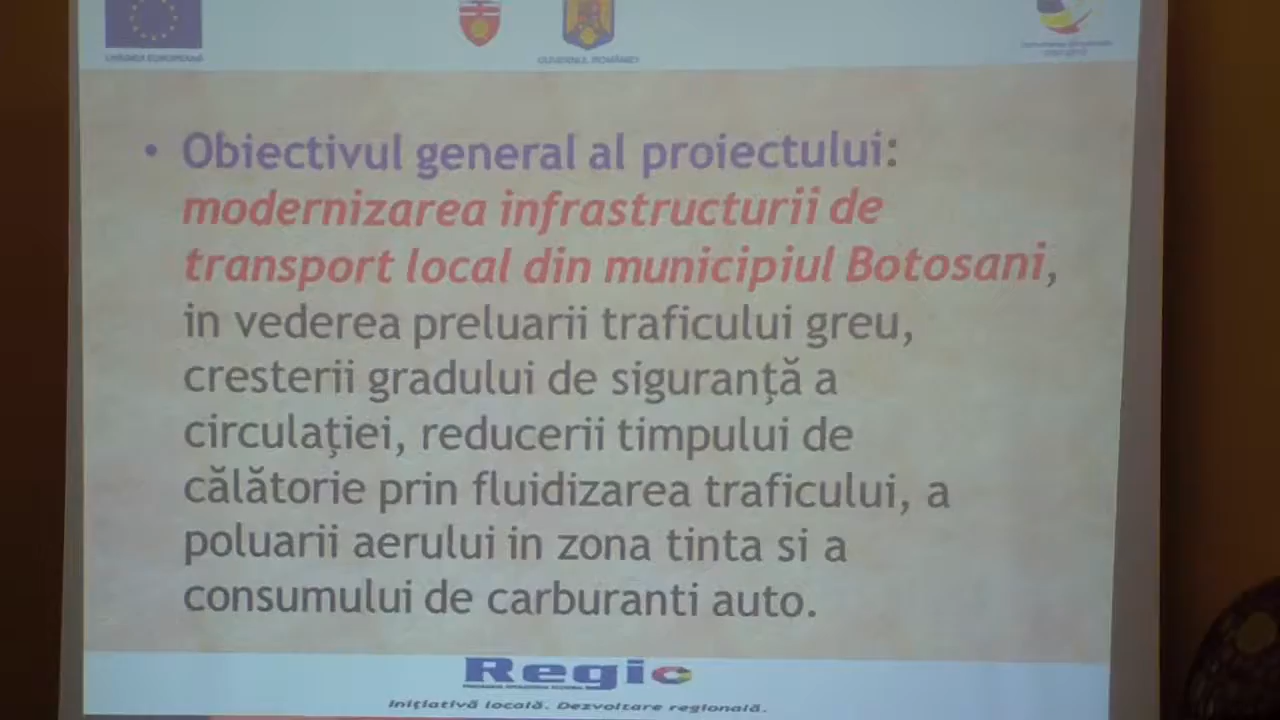 UNIUNEA EUROPEANĂ
GUVERNUL ROMÂNIEI
• Obiectivul general al proiectului:
modernizarea infrastructurii de
transport local din municipiul Botosani,
in vederea preluarii traficului greu,
cresterii gradului de siguranţă a
circulaţiei, reducerii timpului de
călătorie prin fluidizarea traficului, a
poluarii aerului in zona tinta si a
consumului de carburanti auto.
Regio
Iniţiativă locală. Dezvoltare regională.